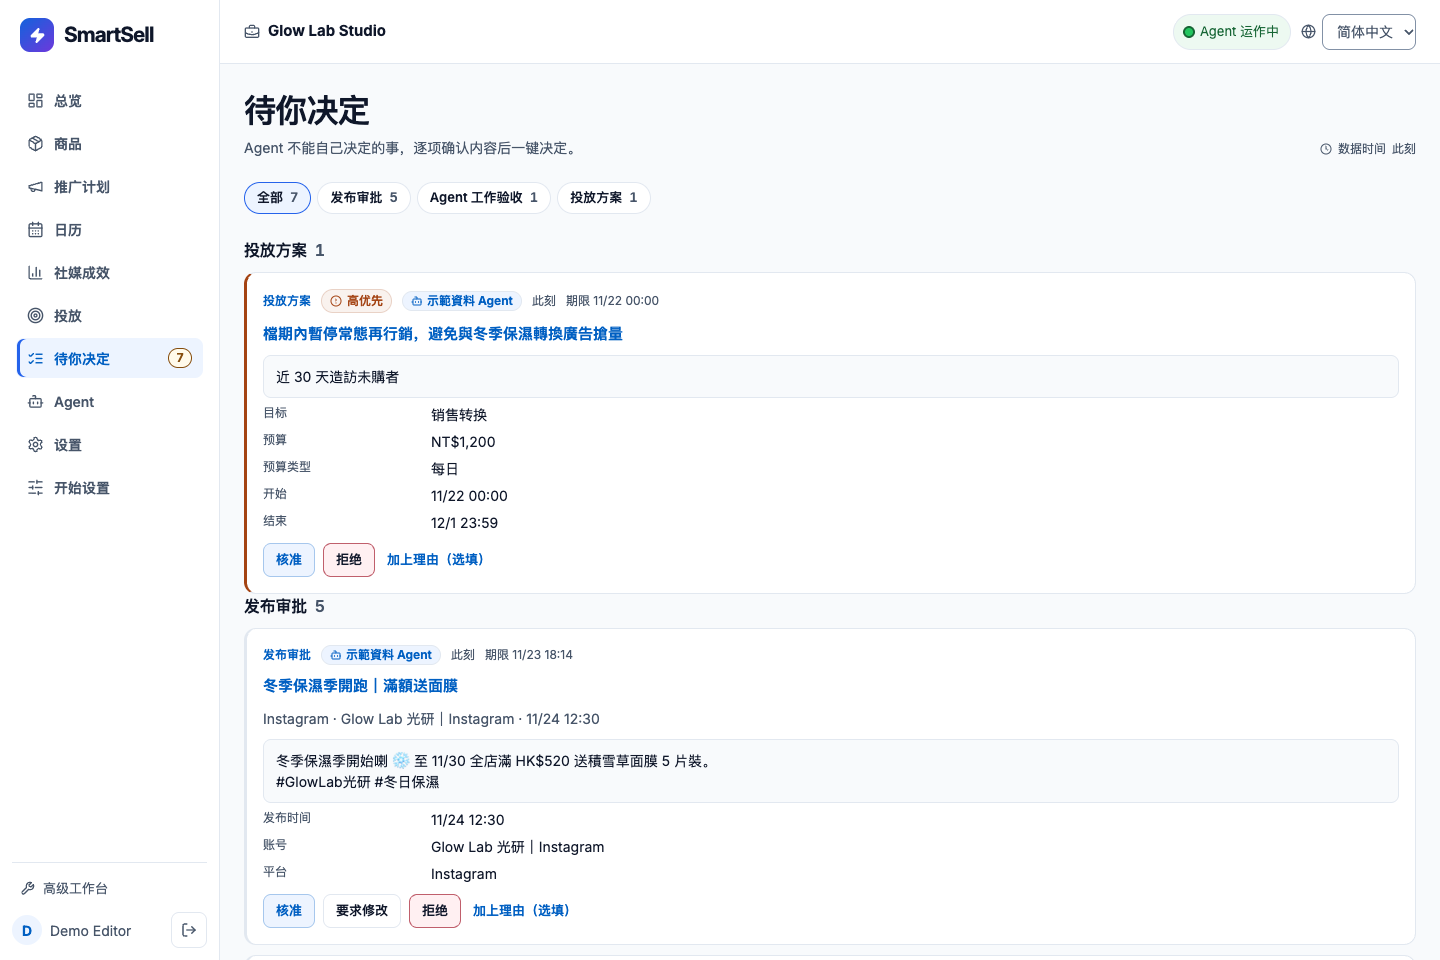 SmartSell
Glow Lab Studio
Agent 运作中
简体中文
总览
商品
推广计划
日历
社媒成效
投放
待你决定 7
Agent
设置
开始设置
高级工作台
D Demo Editor
待你决定
Agent 不能自己决定的事，逐项确认内容后一键决定。
数据时间 此刻
全部 7 发布审批 5 Agent 工作验收 1 投放方案 1
投放方案 1
投放方案 高优先 示範資料 Agent 此刻 期限 11/22 00:00
檔期內暫停常態再行銷，避免與冬季保濕轉換廣告搶量
近 30 天造訪未購者
目标 销售转换
预算 NT$1,200
预算类型 每日
开始 11/22 00:00
结束 12/1 23:59
核准 拒绝 加上理由（选填）
发布审批 5
发布审批 示範資料 Agent 此刻 期限 11/23 18:14
冬季保濕季開跑｜滿額送面膜
Instagram · Glow Lab 光研｜Instagram · 11/24 12:30
冬季保濕季開始喇 ❄️ 至 11/30 全店滿 HK$520 送積雪草面膜 5 片裝。
#GlowLab光研 #冬日保濕
发布时间 11/24 12:30
账号 Glow Lab 光研｜Instagram
平台 Instagram
核准 要求修改 拒绝 加上理由（选填）